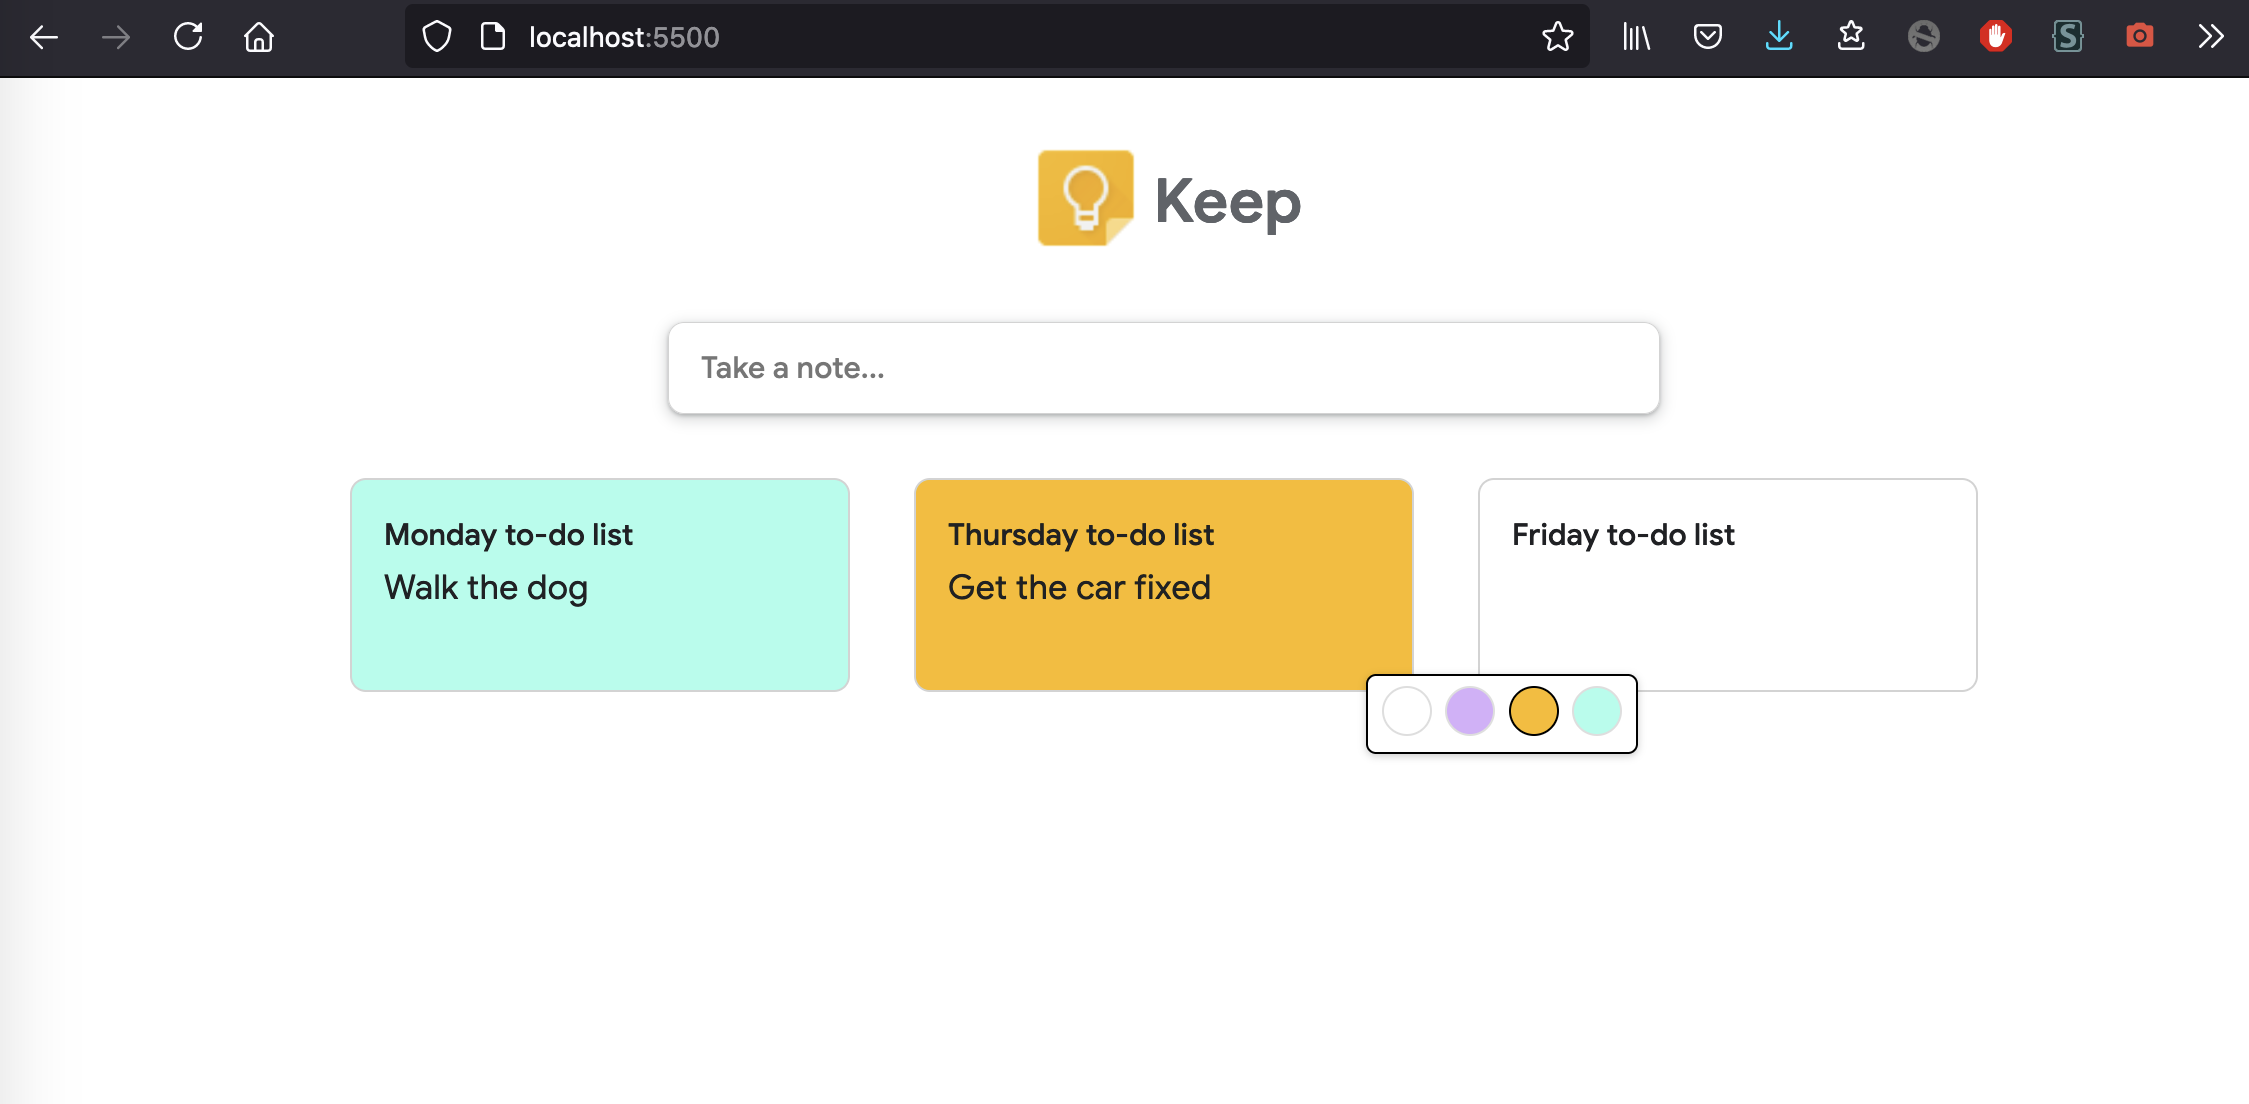 localhost:5500
Keep
Take a note...
Monday to-do list
Walk the dog
Thursday to-do list
Get the car fixed
Friday to-do list